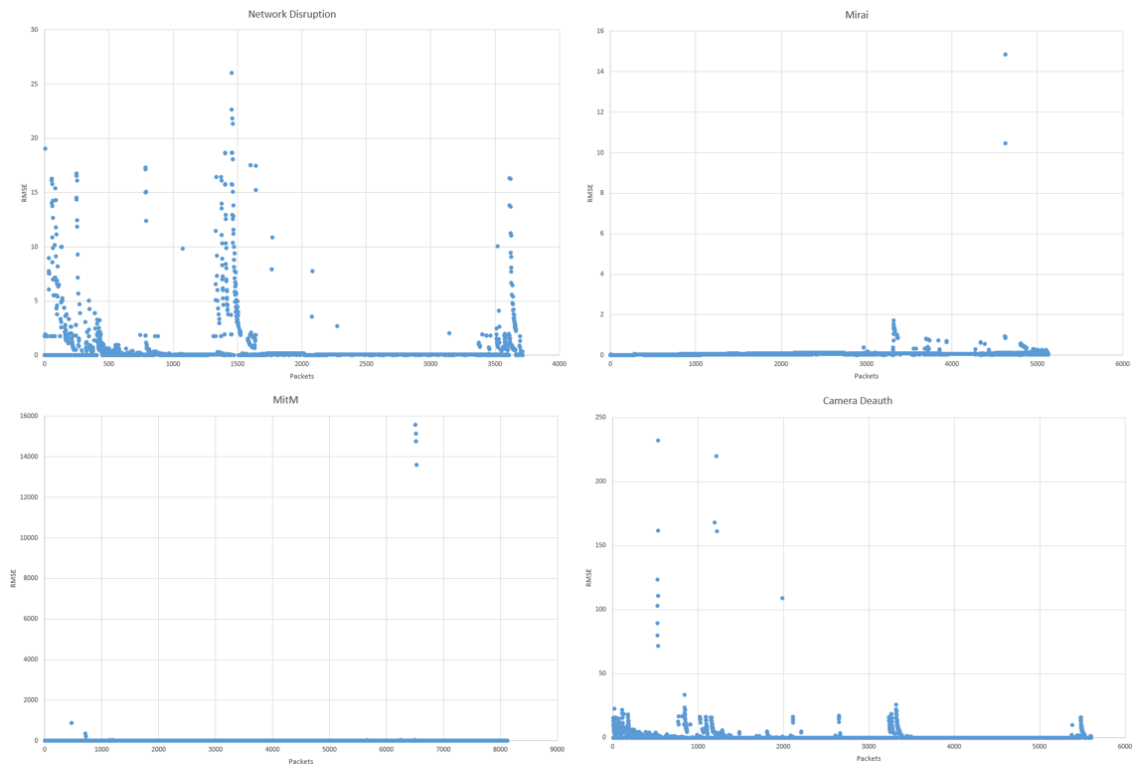 Network Disruption
30
25
20
15
10
5
0
RMSE
0 500 1000 1500 2000 2500 3000 3500 4000
Packets
Mirai
16
14
12
10
8
6
4
2
0
RMSE
0 1000 2000 3000 4000 5000 6000
Packets
MitM
16000
14000
12000
10000
8000
6000
4000
2000
0
RMSE
0 1000 2000 3000 4000 5000 6000 7000 8000 9000
Packets
Camera Deauth
250
200
150
100
50
0
RMSE
0 1000 2000 3000 4000 5000 6000
Packets